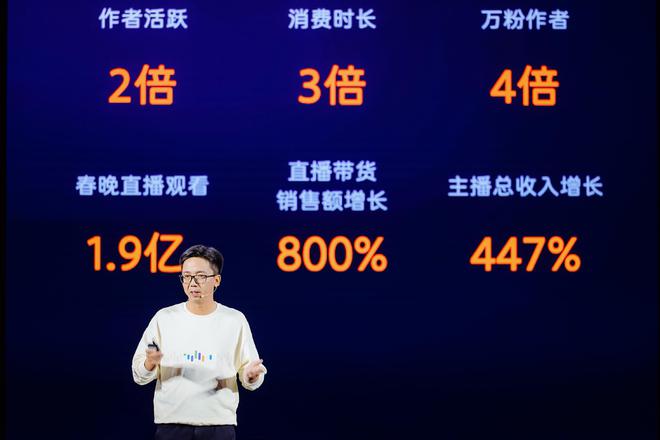 作者活跃
消费时长
万粉作者
2倍
3倍
4倍
春晚直播观看
直播带货
销售额增长
主播总收入增长
1.9亿
800%
447%